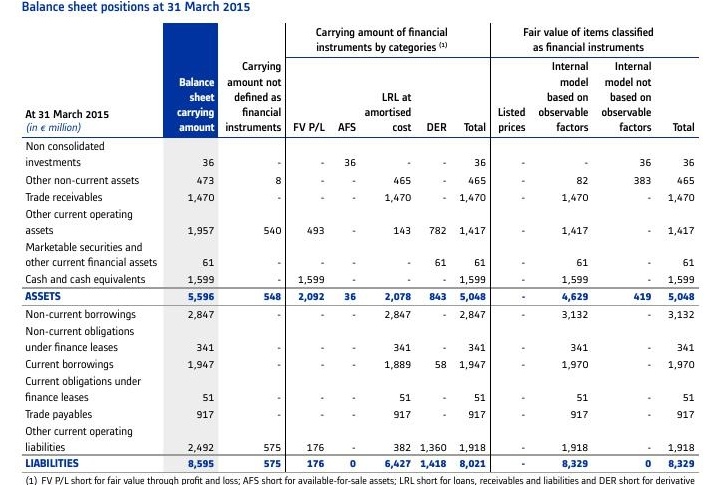 Balance sheet positions at 31 March 2015
Carrying amount of financial instruments by categories (1) Fair value of items classified as financial instruments
At 31 March 2015 (in € million) Balance sheet carrying amount Carrying amount not defined as financial instruments FV P/L AFS LRL at amortised cost DER Total Listed prices Internal model based on observable factors Internal model not based on observable factors Total
Non consolidated
investments 36 - - 36 - - 36 - - 36 36
Other non-current assets 473 8 - - 465 - 465 82 383 465
Trade receivables 1,470 - - - 1,470 - 1,470 1,470 - 1,470
Other current operating
assets 1,957 540 493 - 143 782 1,417 1,417 - 1,417
Marketable securities and
other current financial assets 61 - - - - 61 61 61 - 61
Cash and cash equivalents 1,599 - 1,599 - - - 1,599 1,599 - 1,599
ASSETS 5,596 548 2,092 36 2,078 843 5,048 - 4,629 419 5,048
Non-current borrowings 2,847 - - - 2,847 - 2,847 3,132 - 3,132
Non-current obligations
under finance leases 341 - - - 341 - 341 341 - 341
Current borrowings 1,947 - - - 1,889 58 1,947 1,970 - 1,970
Current obligations under
finance leases 51 - - - 51 - 51 51 - 51
Trade payables 917 - - - 917 - 917 917 - 917
Other current operating
liabilities 2,492 575 176 - 382 1,360 1,918 1,918 - 1,918
LIABILITIES 8,595 575 176 0 6,427 1,418 8,021 - 8,329 0 8,329
(1) FV P/L short for fair value through profit and loss; AFS short for available-for-sale assets; LRL short for loans, receivables and liabilities and DER short for derivative